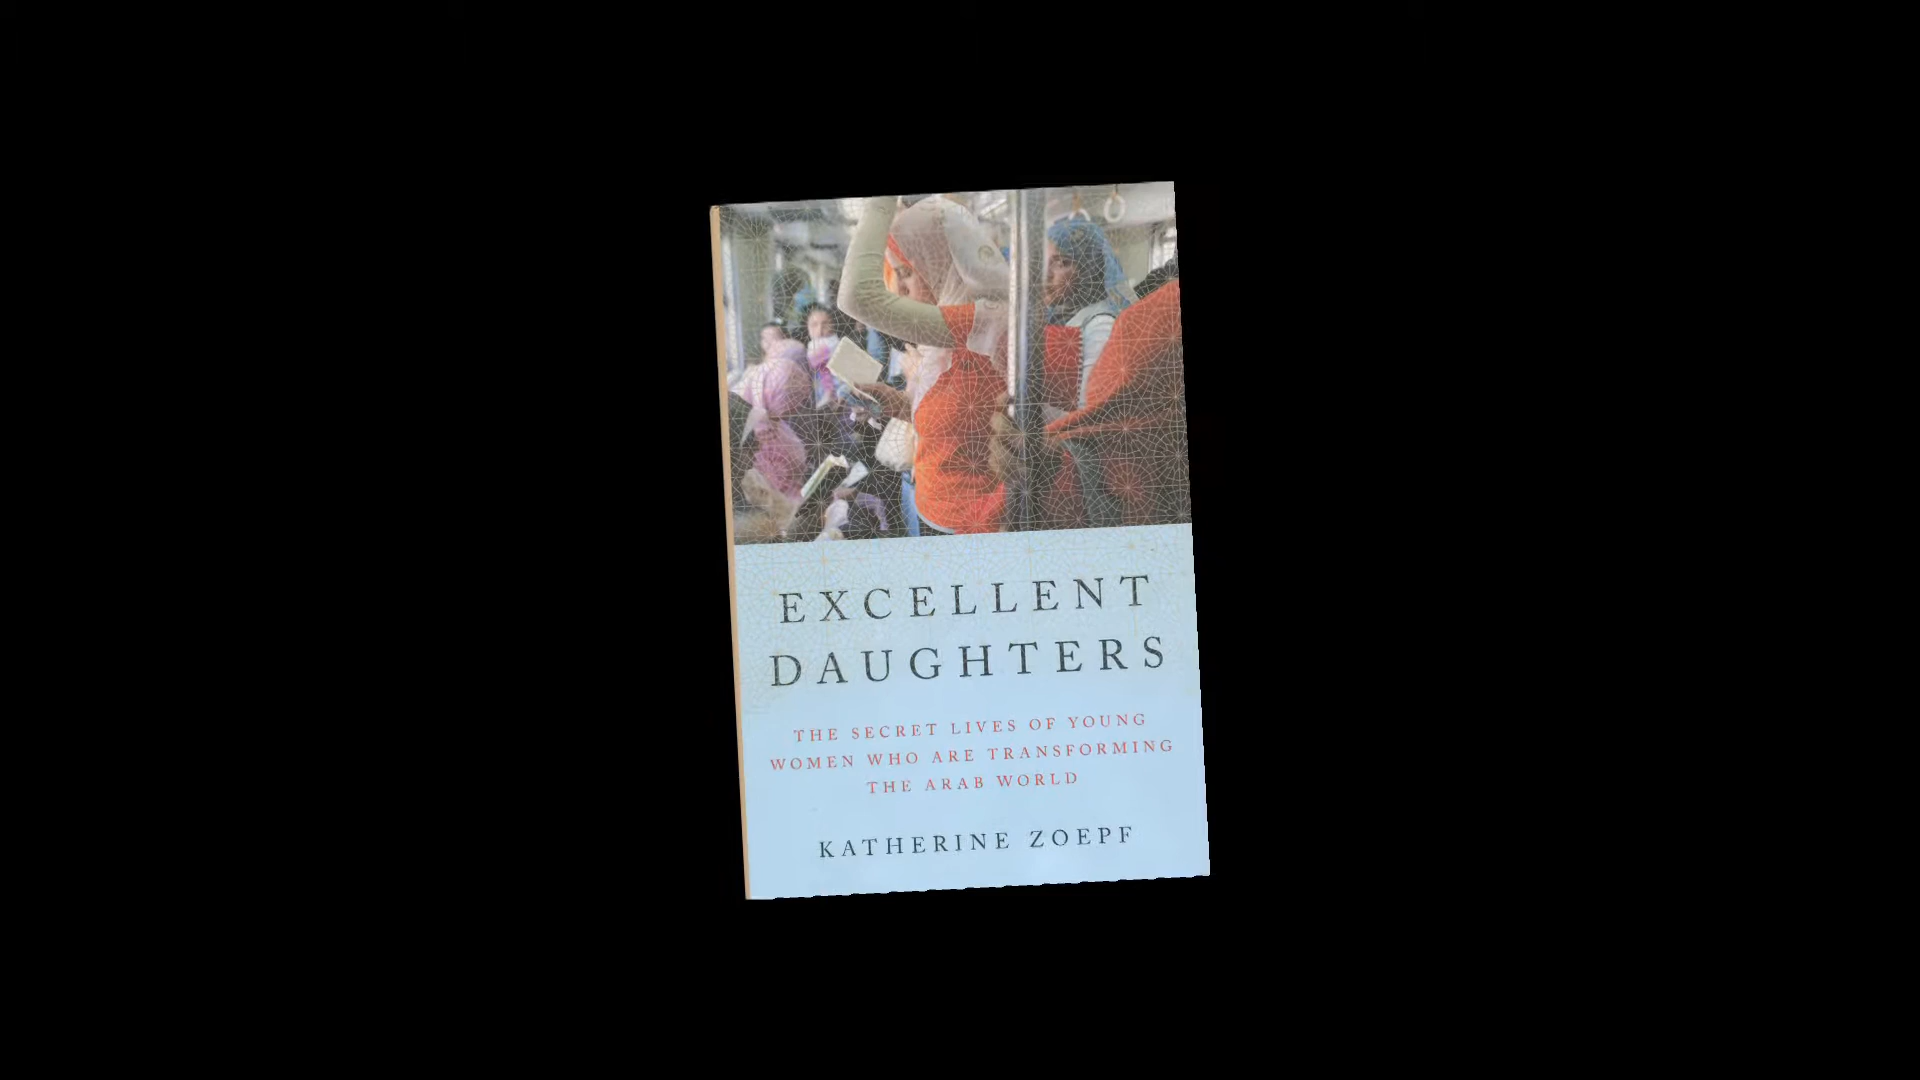 EXCELLENT
DAUGHTERS
THE SECRET LIVES OF YOUNG
WOMEN WHO ARE TRANSFORMING
THE ARAB WORLD
KATHERINE ZOEPF